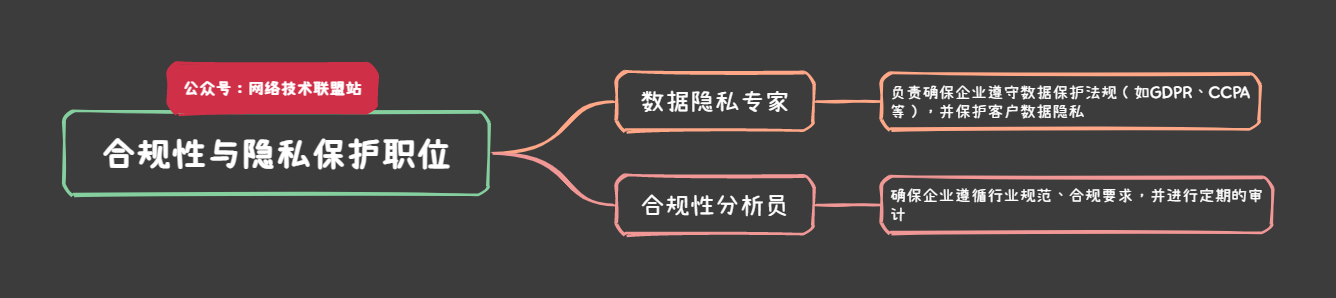 公众号：网络技术联盟站
合规性与隐私保护职位
数据隐私专家
负责确保企业遵守数据保护法规（如GDPR、CCPA
等），并保护客户数据隐私
合规性分析员
确保企业遵循行业规范、合规要求，并进行定期的审
计